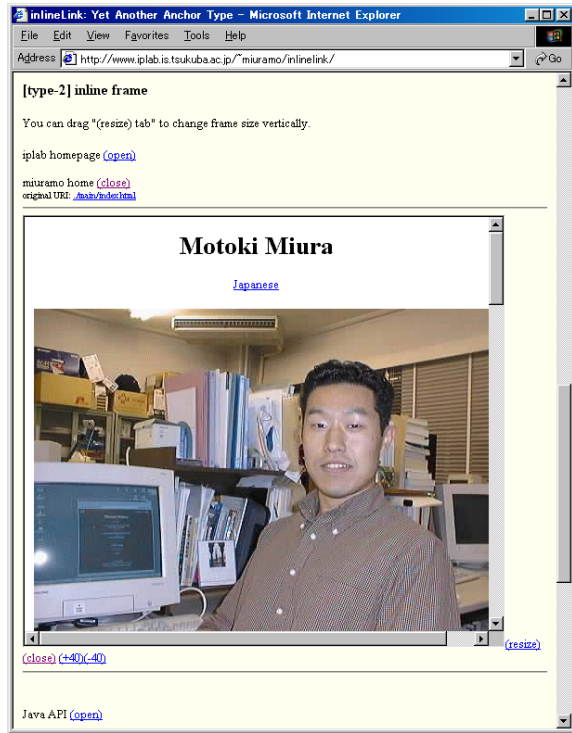 inlineLink: Yet Another Anchor Type - Microsoft Internet Explorer
File Edit View Favorites Tools Help
Address http://www.iplab.is.tsukuba.ac.jp/~miuramo/inlinelink/ Go
[type-2] inline frame
You can drag "(resize) tab" to change frame size vertically.
iplab homepage (open)
miuramo home (close)
original URI: ./main/index.html
Motoki Miura
Japanese
(resize)
(close) (+40)(-40)
Java API (open)